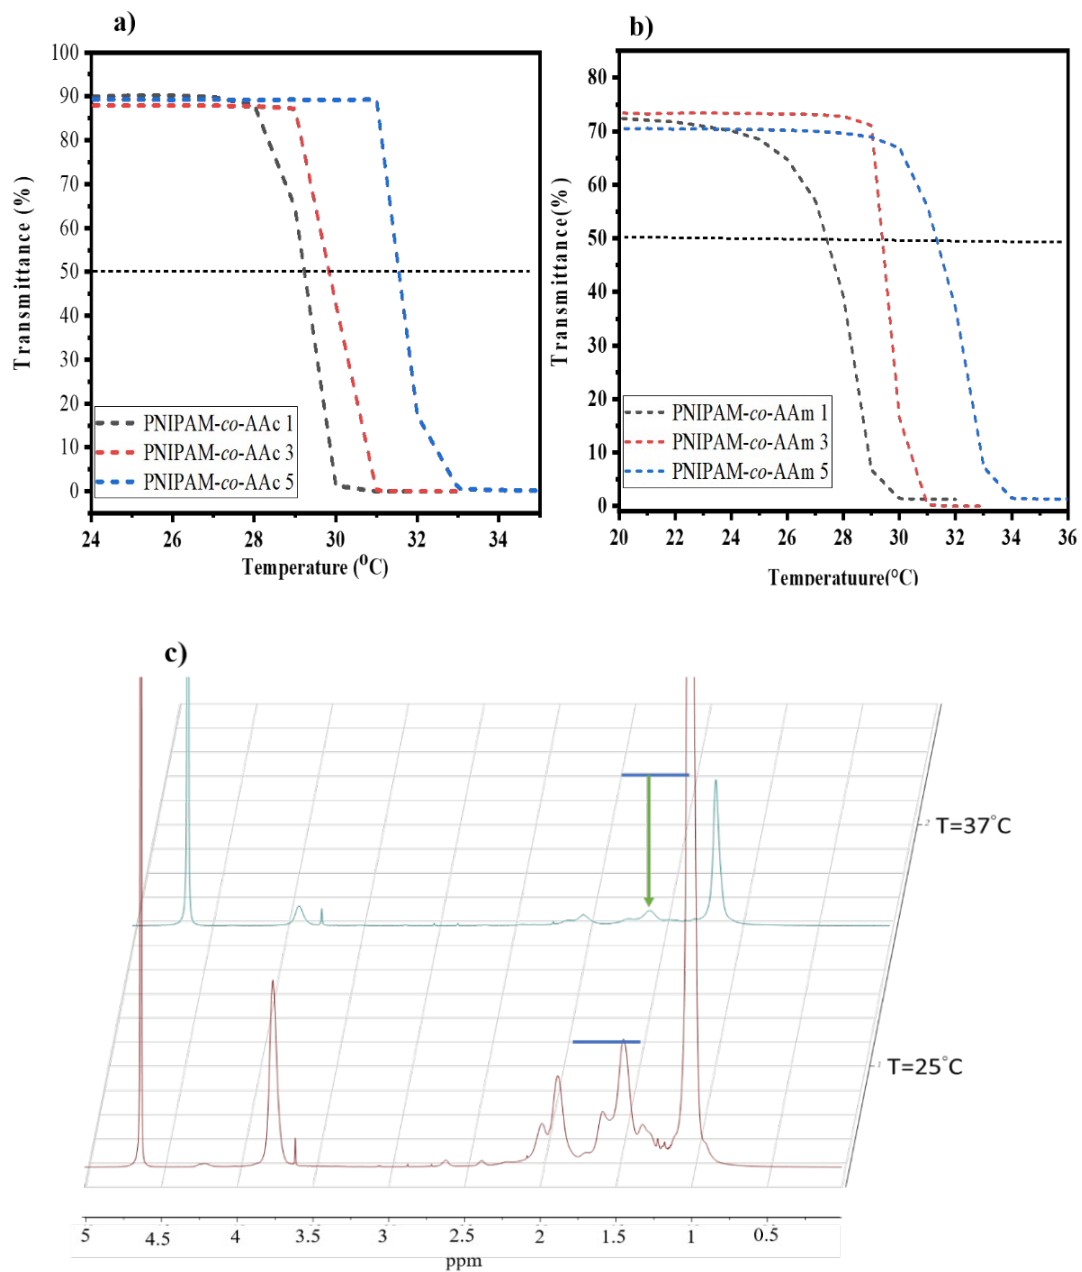 a)
100
90
80
70
60
50
40
30
20
10
0
Transmittance (%)
PNIPAM-co-AAc 1
PNIPAM-co-AAc 3
PNIPAM-co-AAc 5
24 26 28 30 32 34
Temperature (⁰C)
b)
80
70
60
50
40
30
20
10
0
Transmittance(%)
PNIPAM-co-AAm 1
PNIPAM-co-AAm 3
PNIPAM-co-AAm 5
20 22 24 26 28 30 32 34 36
Temperatuure(°C)
c)
2
T=37°C
1
T=25°C
5 4.5 4 3.5 3 2.5 2 1.5 1 0.5
ppm